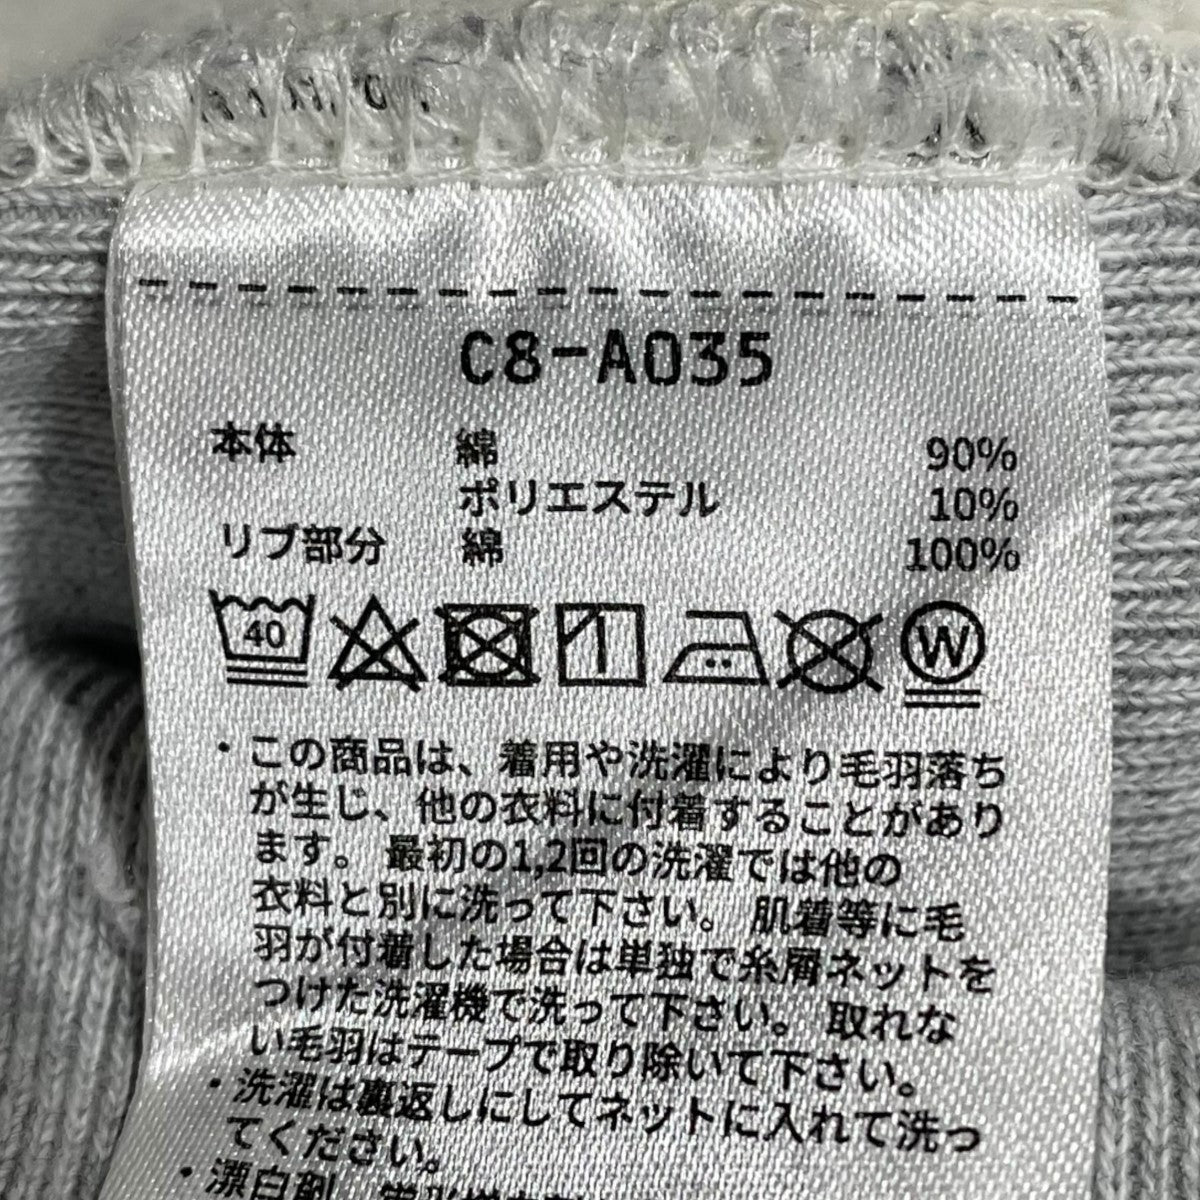 C8-A035
本体 綿 90%
ポリエステル 10%
リブ部分 綿 100%
40 W
・この商品は、着用や洗濯により毛羽落ち
が生じ、他の衣料に付着することがあり
ます。最初の1,2回の洗濯では他の
衣料と別に洗って下さい。肌着等に毛
羽が付着した場合は単独で糸屑ネットを
つけた洗濯機で洗って下さい。取れな
い毛羽はテープで取り除いて下さい。
・洗濯は裏返しにしてネットに入れて洗っ
てください。
・漂白剤